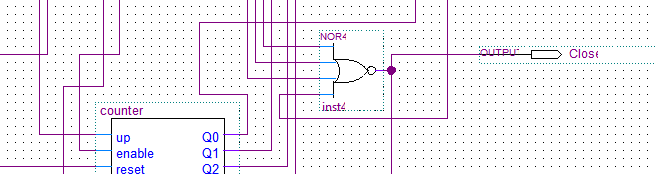 NOR4
OUTPUT
Close
inst4
counter
up
Q0
enable
Q1
reset
Q2